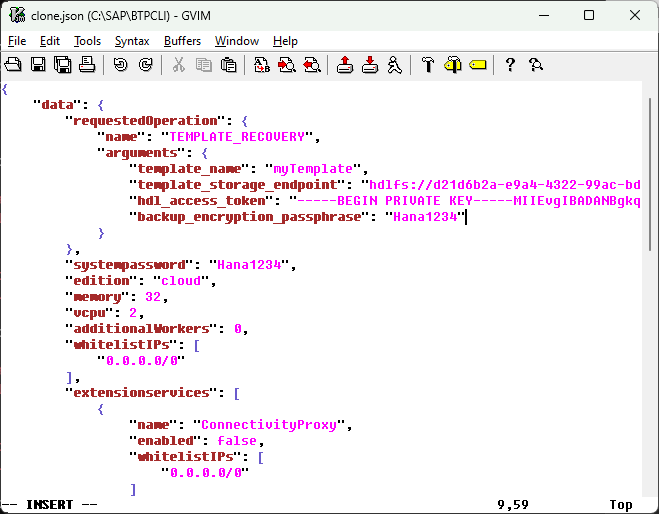 clone.json (C:\SAP\BTPCLI) - GVIM
File Edit Tools Syntax Buffers Window Help
{
    "data": {
        "requestedOperation": {
            "name": "TEMPLATE_RECOVERY",
            "arguments": {
                "template_name": "myTemplate",
                "template_storage_endpoint": "hdlfs://d21d6b2a-e9a4-4322-99ac-bd
                "hdl_access_token": "-----BEGIN PRIVATE KEY-----MIIEvgIBADANBgkq
                "backup_encryption_passphrase": "Hana1234"
            }
        },
        "systempassword": "Hana1234",
        "edition": "cloud",
        "memory": 32,
        "vcpu": 2,
        "additionalWorkers": 0,
        "whitelistIPs": [
            "0.0.0.0/0"
        ],
        "extensionservices": [
            {
                "name": "ConnectivityProxy",
                "enabled": false,
                "whitelistIPs": [
                    "0.0.0.0/0"
                ]
-- INSERT -- 9,59 Top